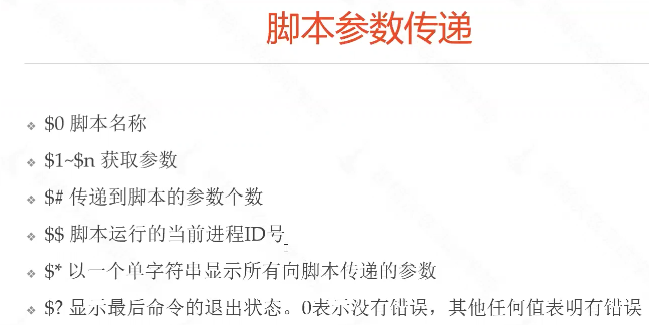 脚本参数传递
$0 脚本名称
$1~$n 获取参数
$# 传递到脚本的参数个数
$$ 脚本运行的当前进程ID号
$* 以一个单字符串显示所有向脚本传递的参数
$? 显示最后命令的退出状态。0表示没有错误，其他任何值表明有错误